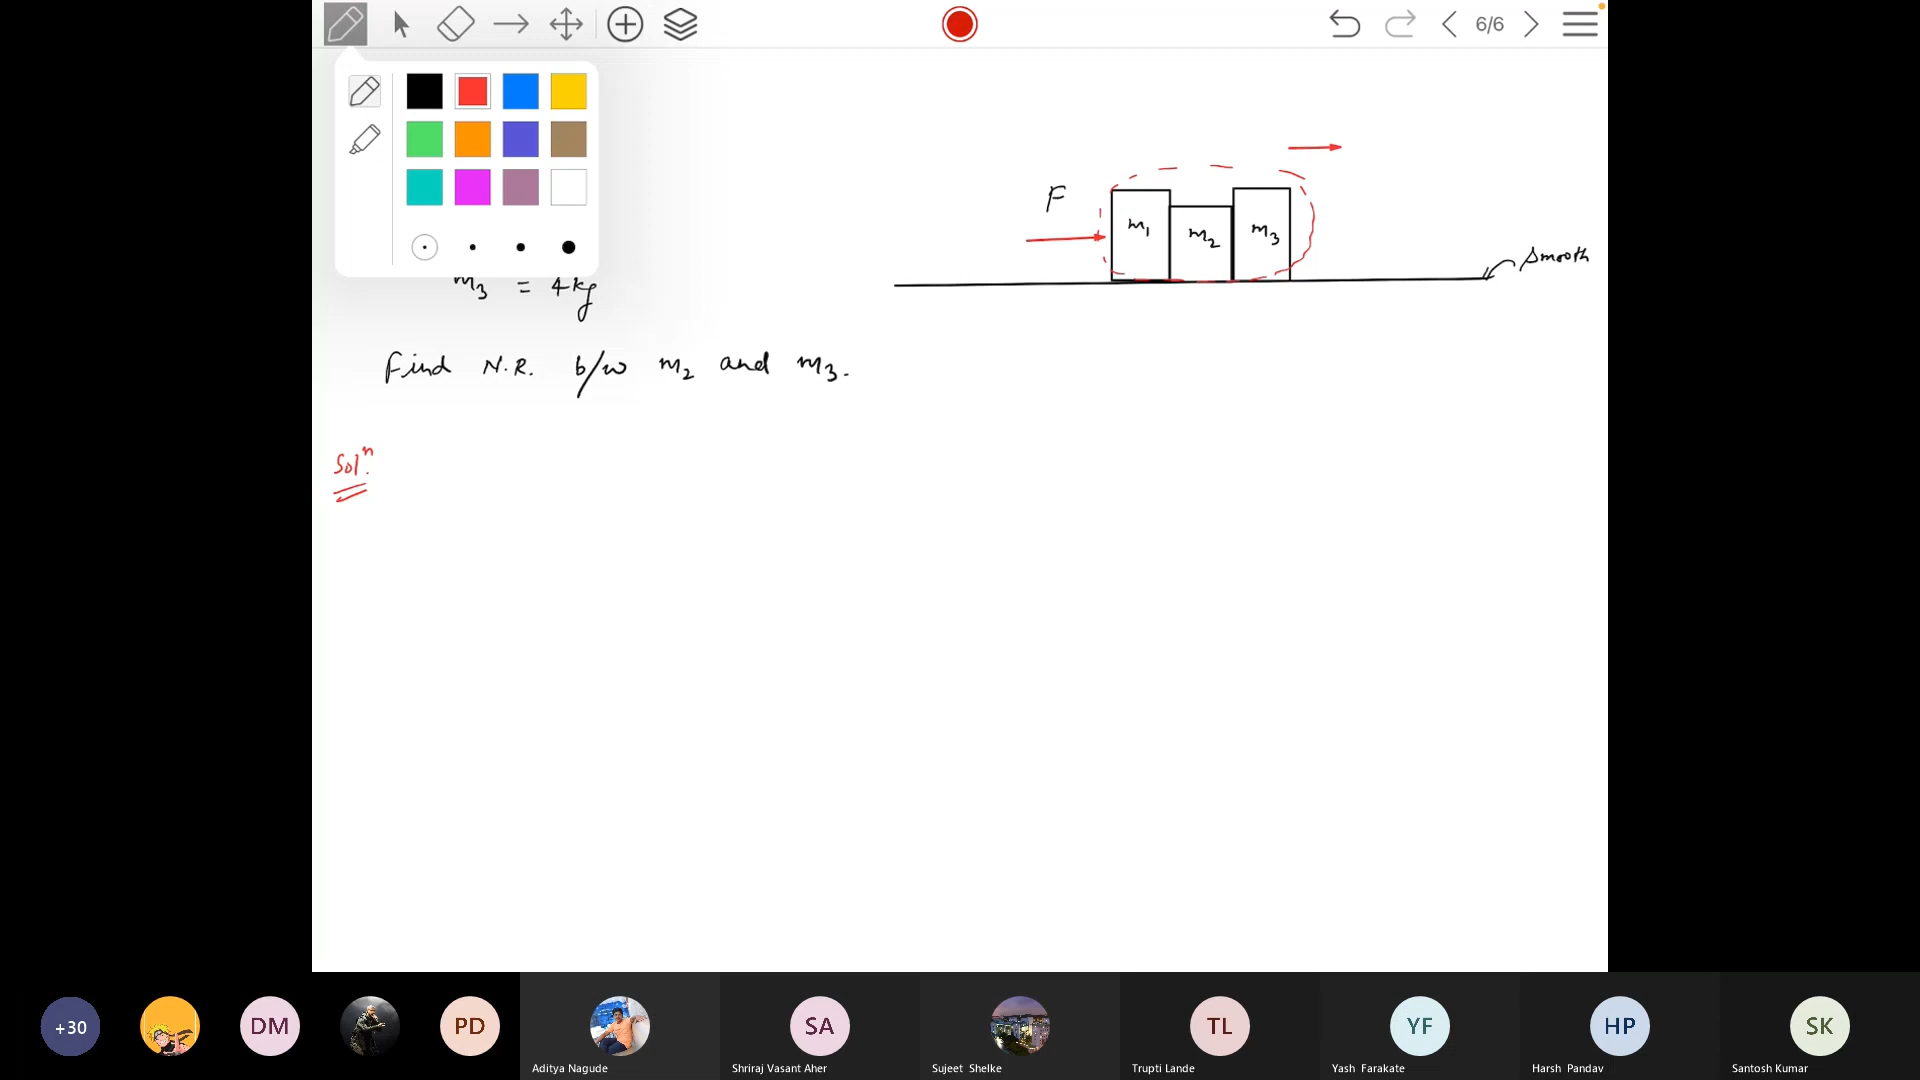 6/6
F
m1 m2 m3
smooth
m3 = 4kg
Find N.R. b/w m2 and m3.
Solⁿ.
+30 DM PD SA TL YF HP SK
Aditya Nagude Shriraj Vasant Aher Sujeet Shelke Trupti Lande Yash Farakate Harsh Pandav Santosh Kumar